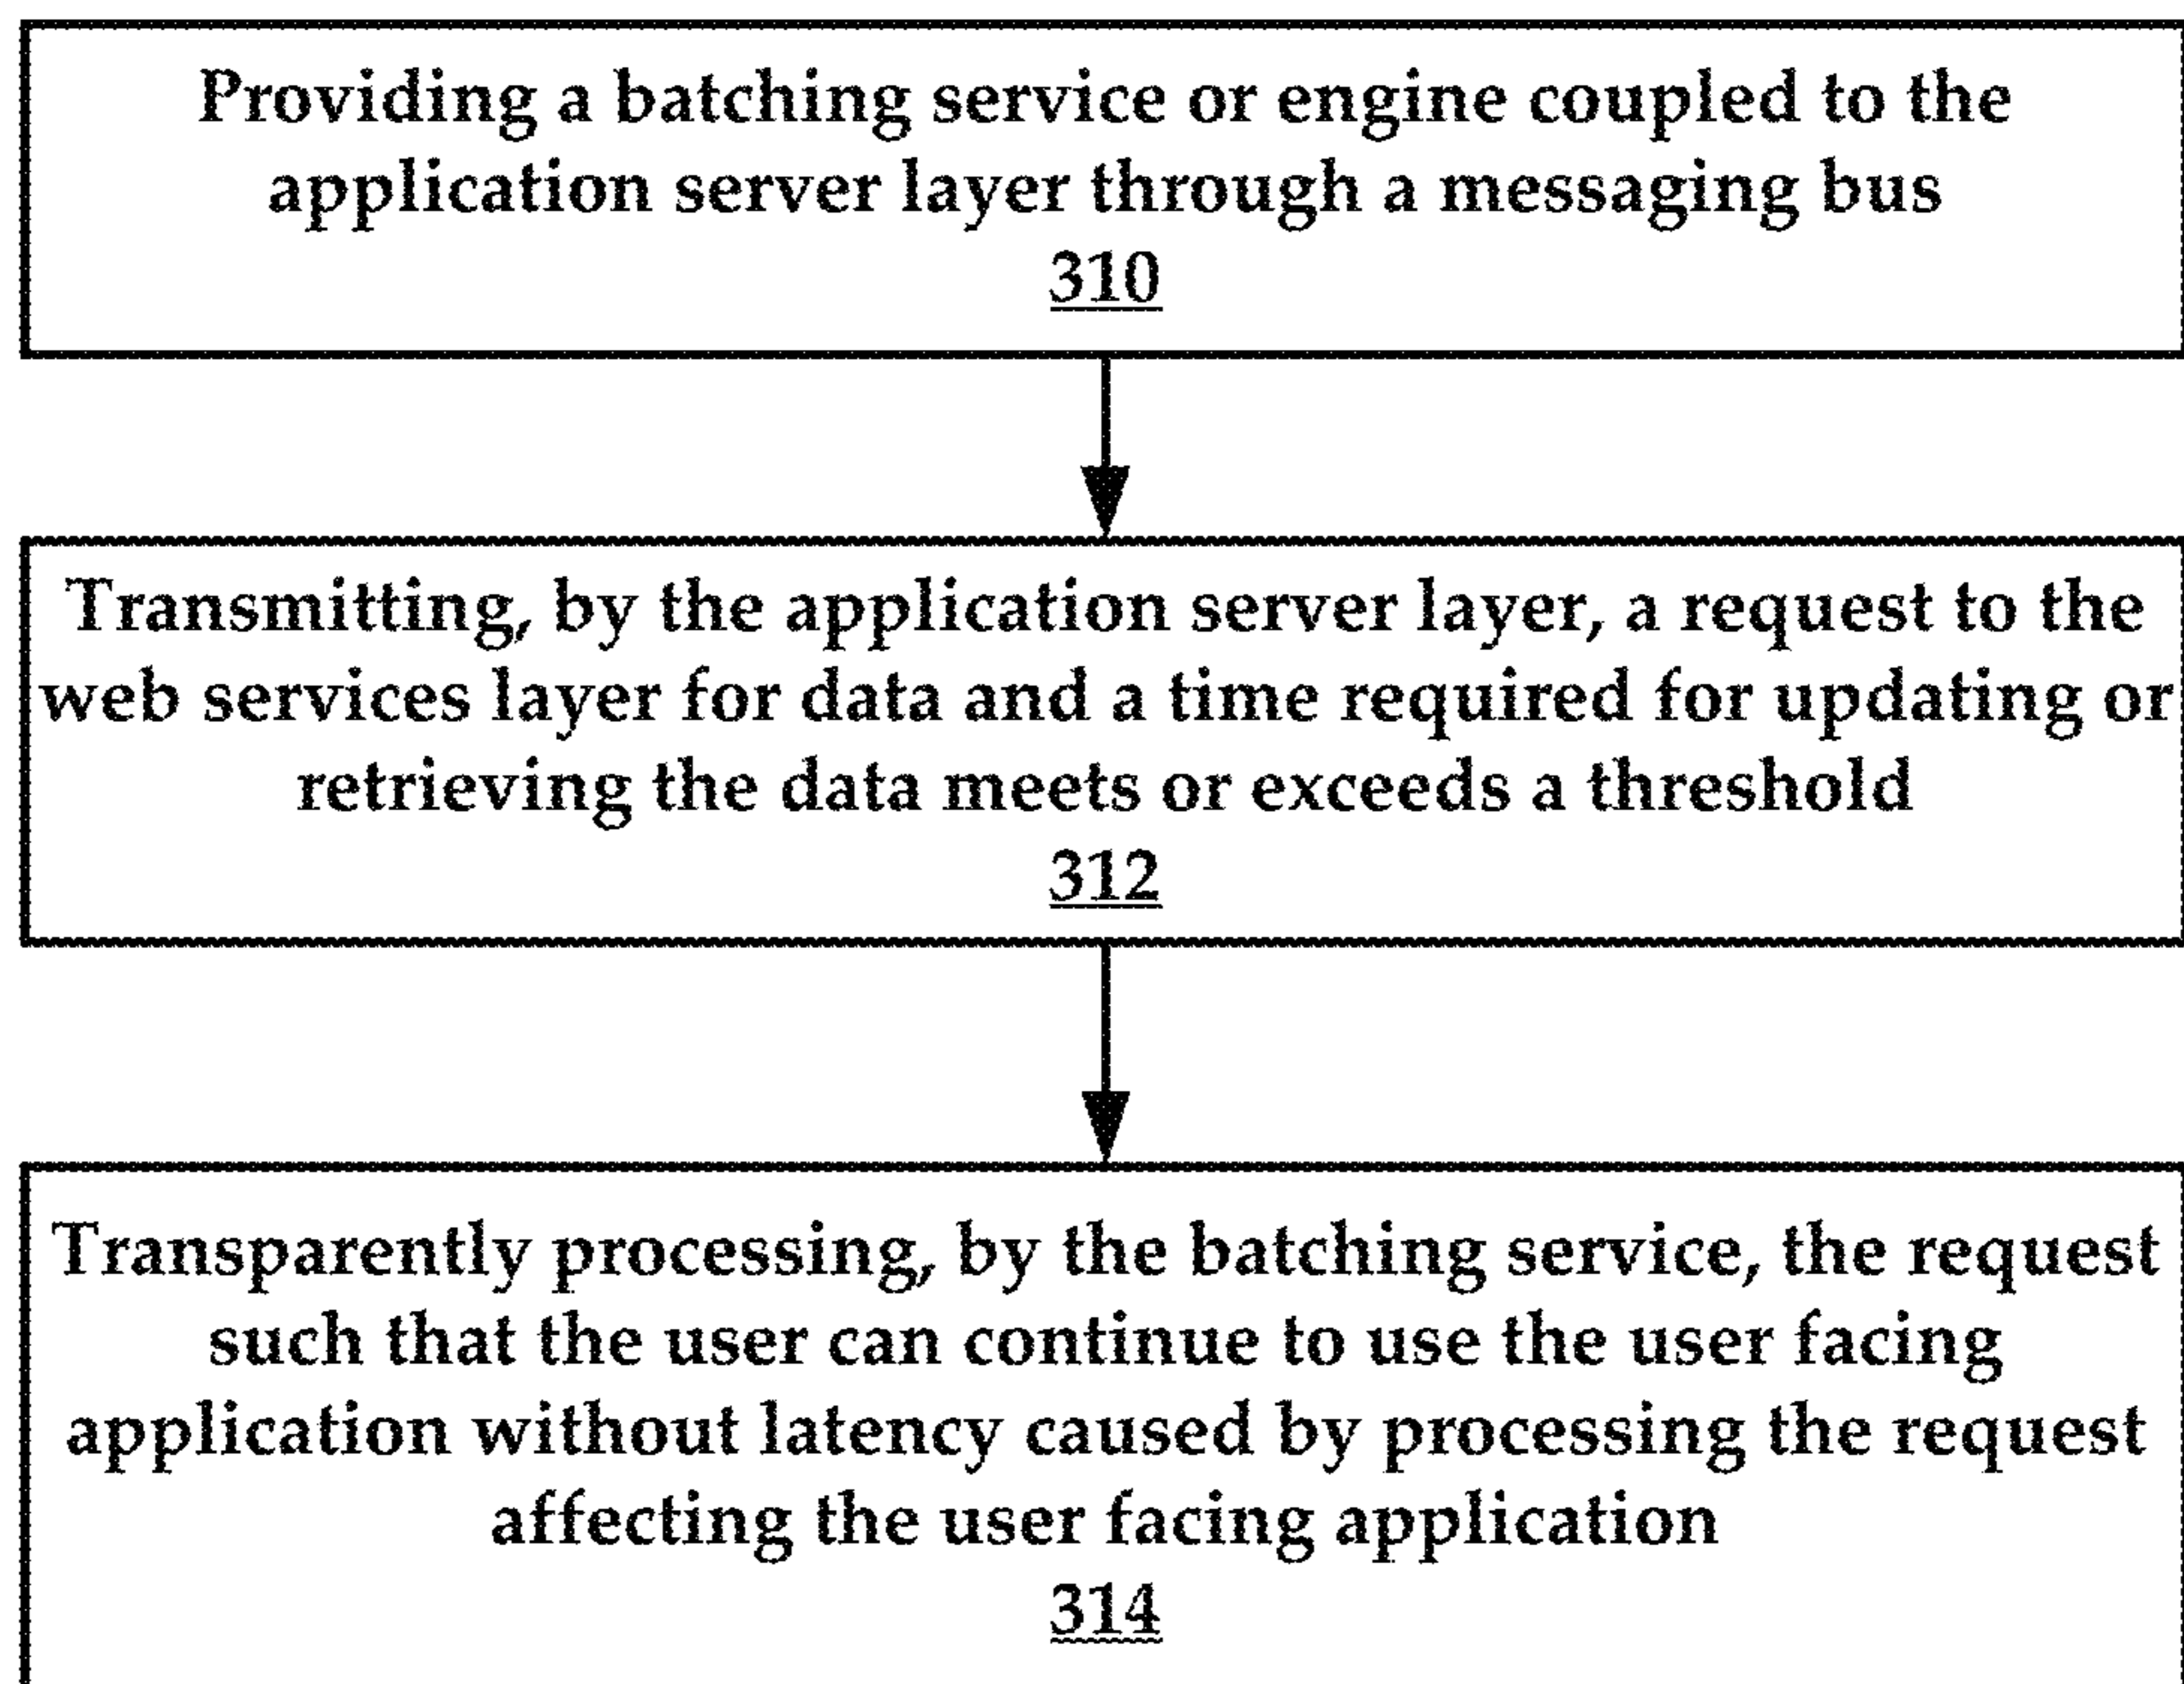 Providing a batching service or engine coupled to the
application server layer through a messaging bus
310
Transmitting, by the application server layer, a request to the
web services layer for data and a time required for updating or
retrieving the data meets or exceeds a threshold
312
Transparently processing, by the batching service, the request
such that the user can continue to use the user facing
application without latency caused by processing the request
affecting the user facing application
314